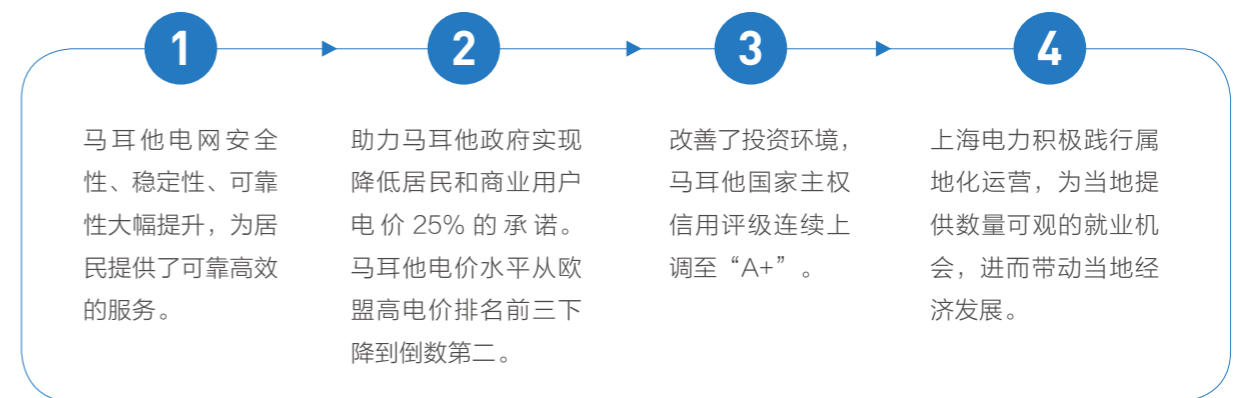 1
马耳他电网安全
性、稳定性、可靠
性大幅提升，为居
民提供了可靠高效
的服务。
2
助力马耳他政府实现
降低居民和商业用户
电价25%的承诺。
马耳他电价水平从欧
盟高电价排名前三下
降到倒数第二。
3
改善了投资环境，
马耳他国家主权
信用评级连续上
调至“A+”。
4
上海电力积极践行属
地化运营，为当地提
供数量可观的就业机
会，进而带动当地经
济发展。